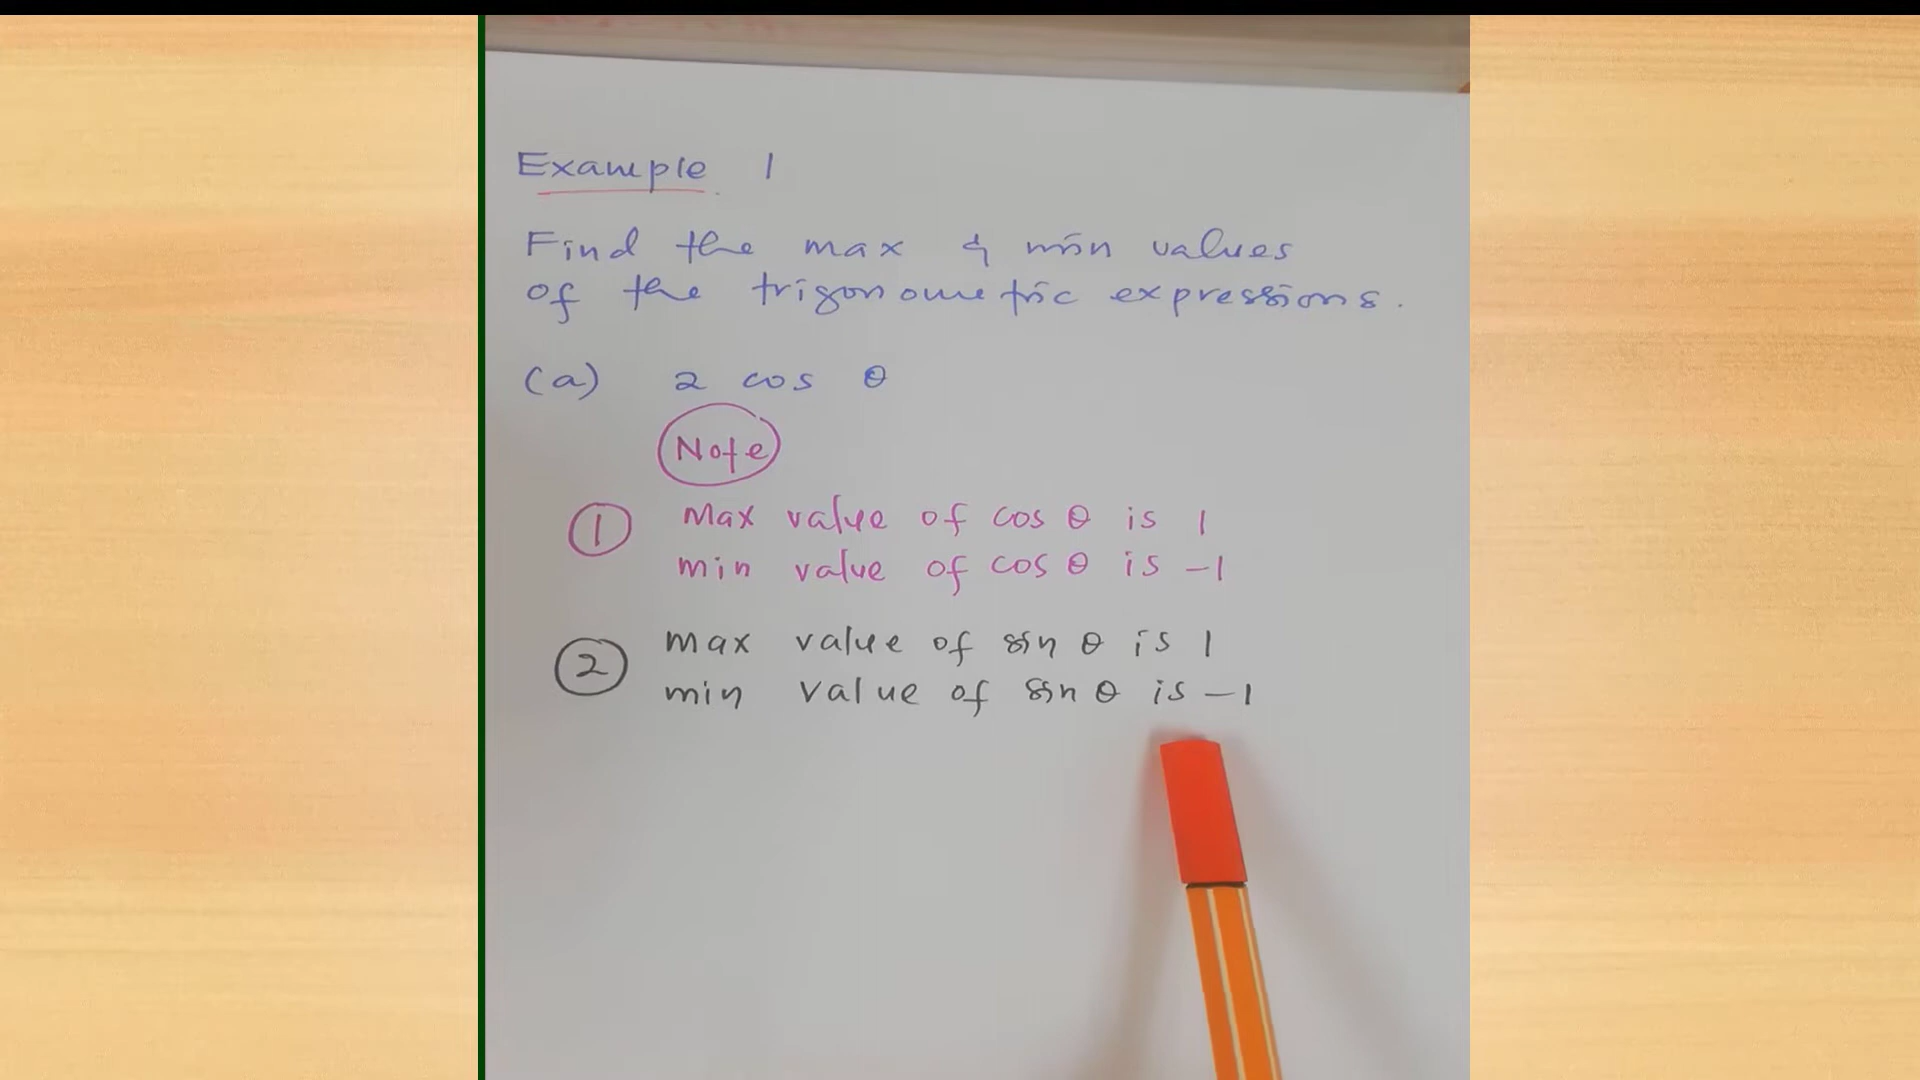 Example 1
Find the max & min values
of the trigonometric expressions.
(a) 2 cos θ
Note
① Max value of cos θ is 1
min value of cos θ is -1
② max value of sin θ is 1
min value of sin θ is -1